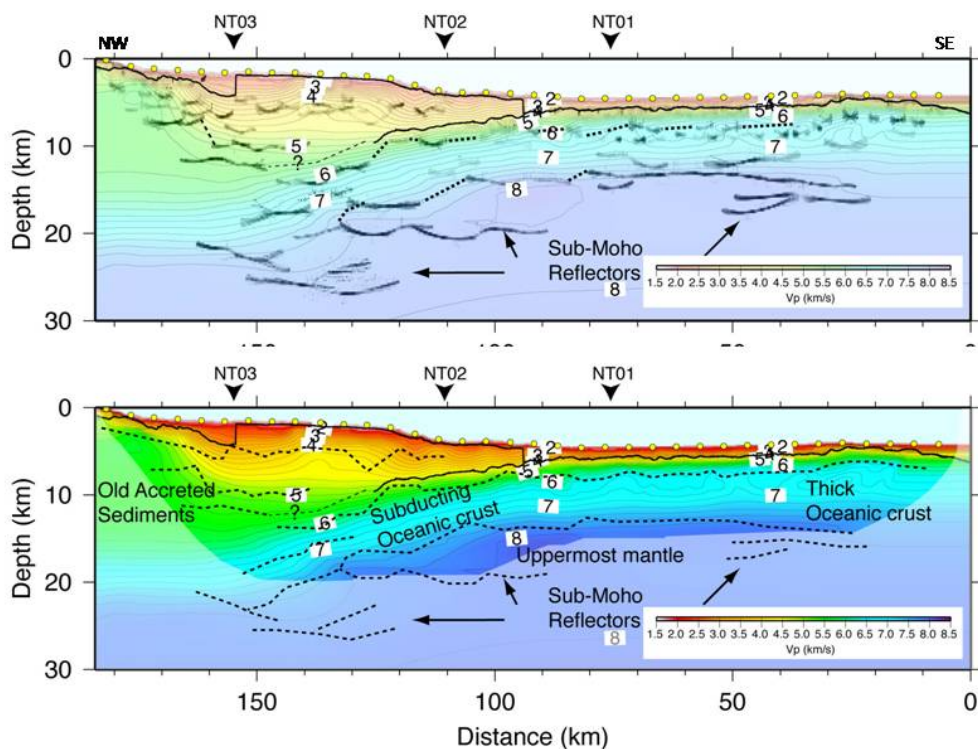 NT03 NT02 NT01
NW SE
0
10
20
30
Depth (km)
3
4
2
3
4
5
6
2
4
5
6
5
?
6
7
8
7
7
8
Sub-Moho
Reflectors
8
1.5 2.0 2.5 3.0 3.5 4.0 4.5 5.0 5.5 6.0 6.5 7.0 7.5 8.0 8.5
Vp (km/s)
150 100 50 0
NT03 NT02 NT01
0
10
20
30
Depth (km)
3
4
2
3
4
5
6
2
4
5
6
Old Accreted
Sediments
5
?
6
7
Subducting
Oceanic crust
7
8
7
Thick
Oceanic crust
Uppermost mantle
Sub-Moho
Reflectors
8
1.5 2.0 2.5 3.0 3.5 4.0 4.5 5.0 5.5 6.0 6.5 7.0 7.5 8.0 8.5
Vp (km/s)
150 100 50 0
Distance (km)